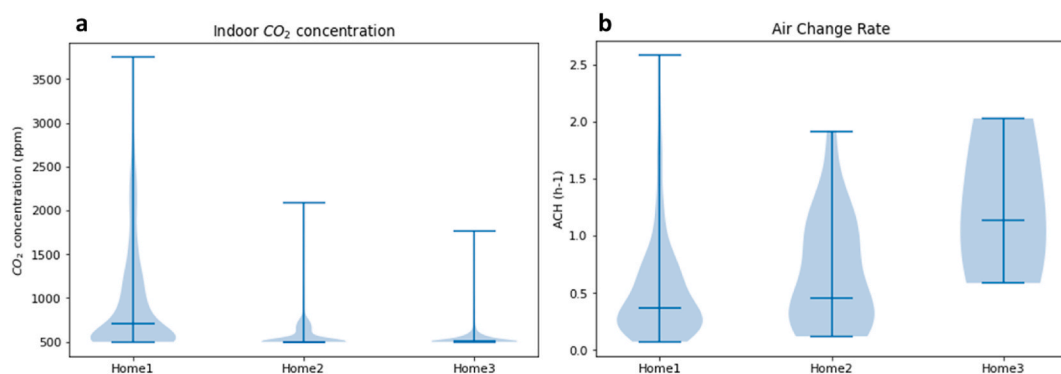 a
Indoor CO₂ concentration
CO₂ concentration (ppm)
3500
3000
2500
2000
1500
1000
500
Home1 Home2 Home3
b
Air Change Rate
ACH (h-1)
2.5
2.0
1.5
1.0
0.5
0.0
Home1 Home2 Home3